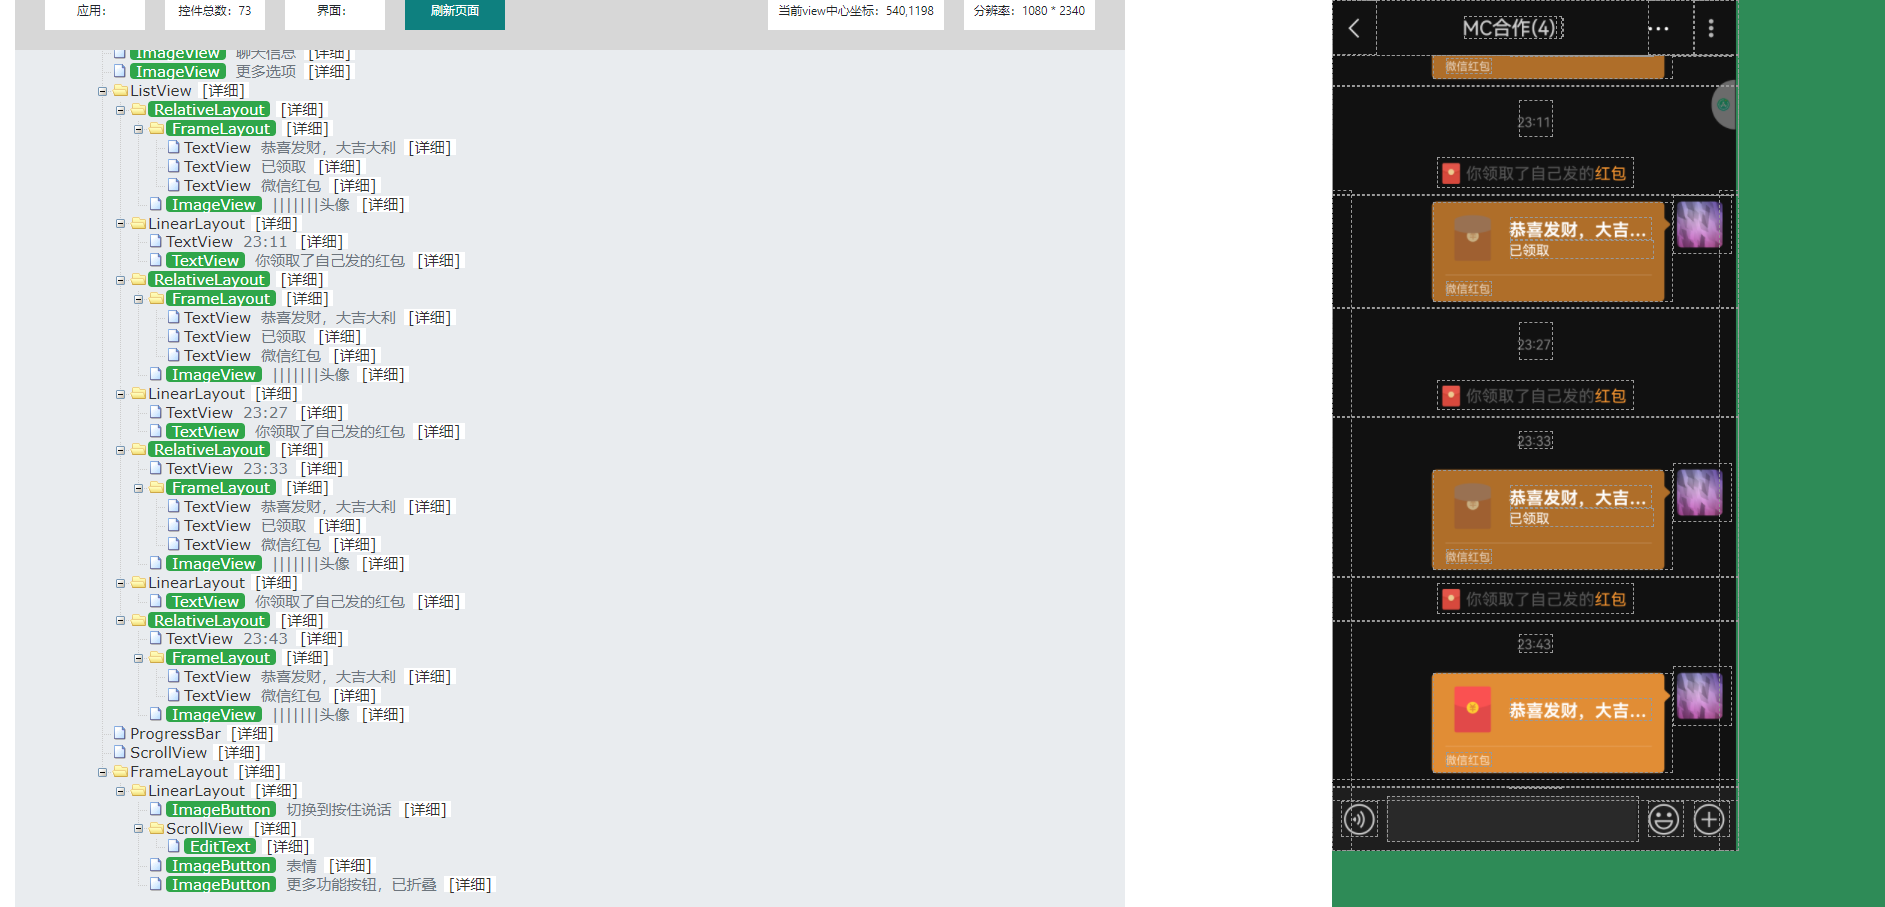 应用：
控件总数：73
界面：
刷新页面
当前view中心坐标：540,1198
分辨率：1080 * 2340
ImageView 聊天信息 [详细]
ImageView 更多选项 [详细]
ListView [详细]
RelativeLayout [详细]
FrameLayout [详细]
TextView 恭喜发财，大吉大利 [详细]
TextView 已领取 [详细]
TextView 微信红包 [详细]
ImageView |||||||头像 [详细]
LinearLayout [详细]
TextView 23:11 [详细]
TextView 你领取了自己发的红包 [详细]
RelativeLayout [详细]
FrameLayout [详细]
TextView 恭喜发财，大吉大利 [详细]
TextView 已领取 [详细]
TextView 微信红包 [详细]
ImageView |||||||头像 [详细]
LinearLayout [详细]
TextView 23:27 [详细]
TextView 你领取了自己发的红包 [详细]
RelativeLayout [详细]
TextView 23:33 [详细]
FrameLayout [详细]
TextView 恭喜发财，大吉大利 [详细]
TextView 已领取 [详细]
TextView 微信红包 [详细]
ImageView |||||||头像 [详细]
LinearLayout [详细]
TextView 你领取了自己发的红包 [详细]
RelativeLayout [详细]
TextView 23:43 [详细]
FrameLayout [详细]
TextView 恭喜发财，大吉大利 [详细]
TextView 微信红包 [详细]
ImageView |||||||头像 [详细]
ProgressBar [详细]
ScrollView [详细]
FrameLayout [详细]
LinearLayout [详细]
ImageButton 切换到按住说话 [详细]
ScrollView [详细]
EditText [详细]
ImageButton 表情 [详细]
ImageButton 更多功能按钮，已折叠 [详细]
MC合作(4)
微信红包
23:11
你领取了自己发的红包
恭喜发财，大吉...
已领取
微信红包
23:27
你领取了自己发的红包
23:33
恭喜发财，大吉...
已领取
微信红包
你领取了自己发的红包
23:43
恭喜发财，大吉...
微信红包